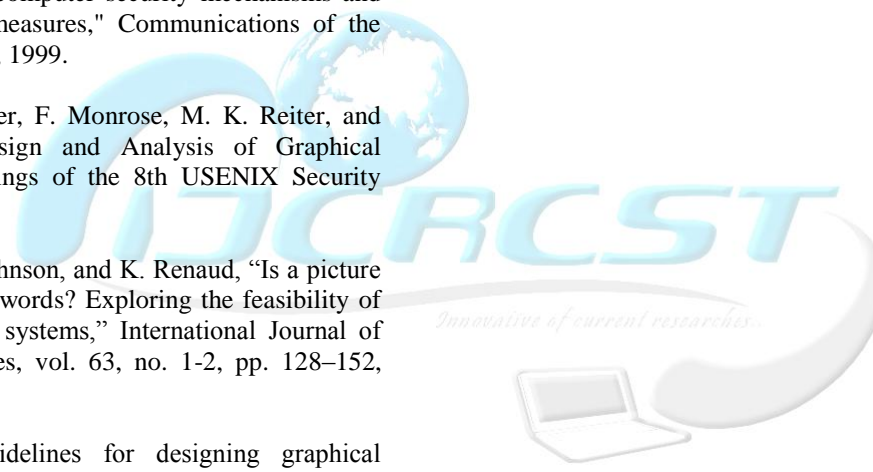 computer security mechanisms and
measures," Communications of the
1999.
er, F. Monrose, M. K. Reiter, and
sign and Analysis of Graphical
ings of the 8th USENIX Security
hnson, and K. Renaud, “Is a picture
words? Exploring the feasibility of
systems,” International Journal of
es, vol. 63, no. 1-2, pp. 128–152,
idelines for designing graphical
IJCRCST
Innovative of current researches..